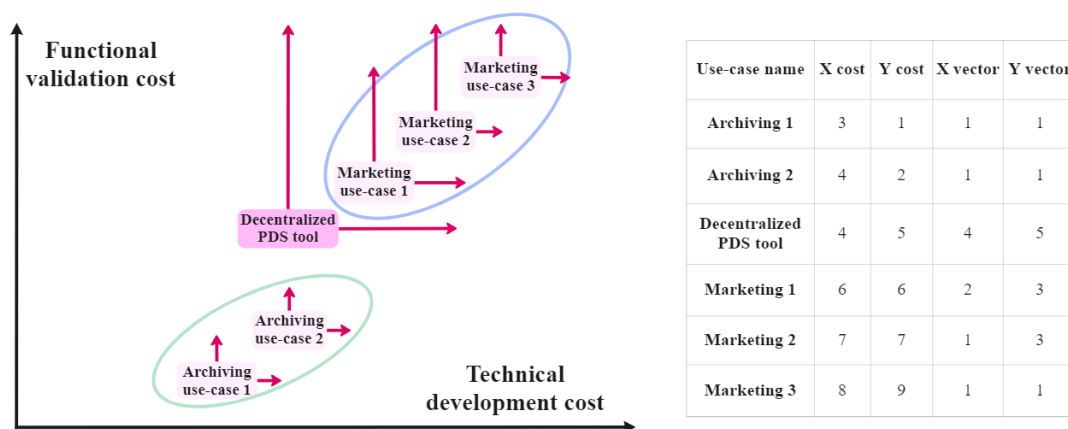 Functional
validation cost
Marketing
use-case 3
Marketing
use-case 2
Marketing
use-case 1
Decentralized
PDS tool
Archiving
use-case 2
Archiving
use-case 1
Technical
development cost
Use-case name X cost Y cost X vector Y vector
Archiving 1 3 1 1 1
Archiving 2 4 2 1 1
Decentralized
PDS tool 4 5 4 5
Marketing 1 6 6 2 3
Marketing 2 7 7 1 3
Marketing 3 8 9 1 1